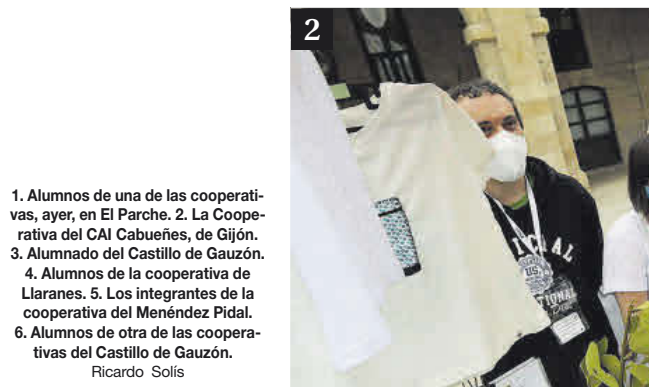 1. Alumnos de una de las cooperati-
vas, ayer, en El Parche. 2. La Coope-
rativa del CAI Cabueñes, de Gijón.
3. Alumnado del Castillo de Gauzón.
4. Alumnos de la cooperativa de
Llaranes. 5. Los integrantes de la
cooperativa del Menéndez Pidal.
6. Alumnos de otra de las coopera-
tivas del Castillo de Gauzón.
Ricardo Solís
2